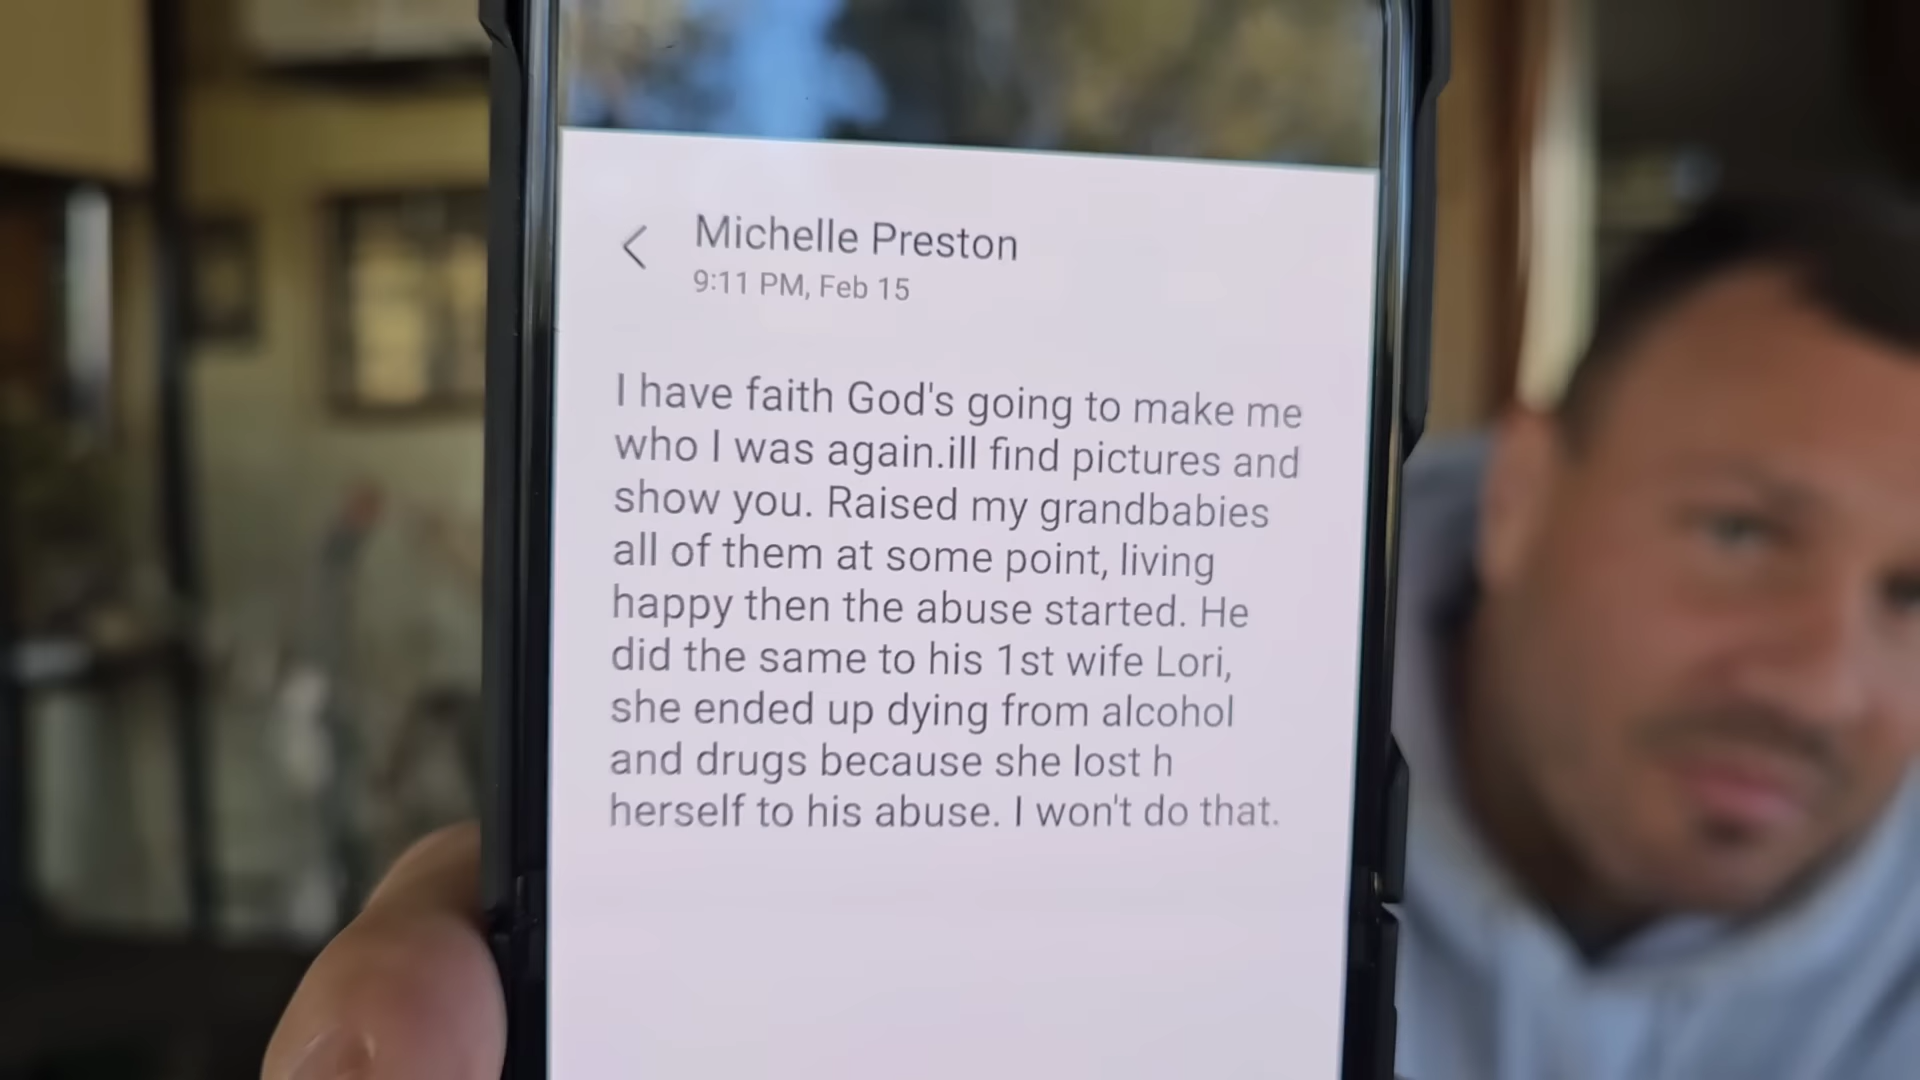 Michelle Preston
9:11 PM, Feb 15
I have faith God's going to make me
who I was again.ill find pictures and
show you. Raised my grandbabies
all of them at some point, living
happy then the abuse started. He
did the same to his 1st wife Lori,
she ended up dying from alcohol
and drugs because she lost h
herself to his abuse. I won't do that.